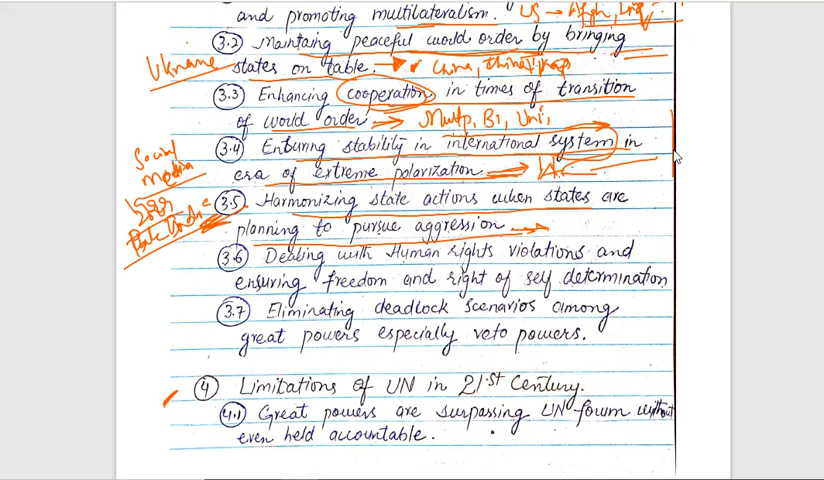 and promoting multilateralism.
US → Afgh, Iraq
3.2 Maintaing peaceful world order by bringing
states on table. → China,
Ukraine
3.3 Enhancing cooperation in times of transition
of world order → Multp, Bi, Uni,
3.4 Ensuring stability in international system in
era of extreme polarization
Social
Media
3.5 Harmonizing state actions when states are
planning to pursue aggression
3.6 Dealing with Human rights violations and
ensuring freedom and right of self determination
3.7 Eliminating deadlock scenarios among
great powers especially veto powers.
4 Limitations of UN in 21st Century.
4.1 Great powers are surpassing UN forum without
even held accountable.